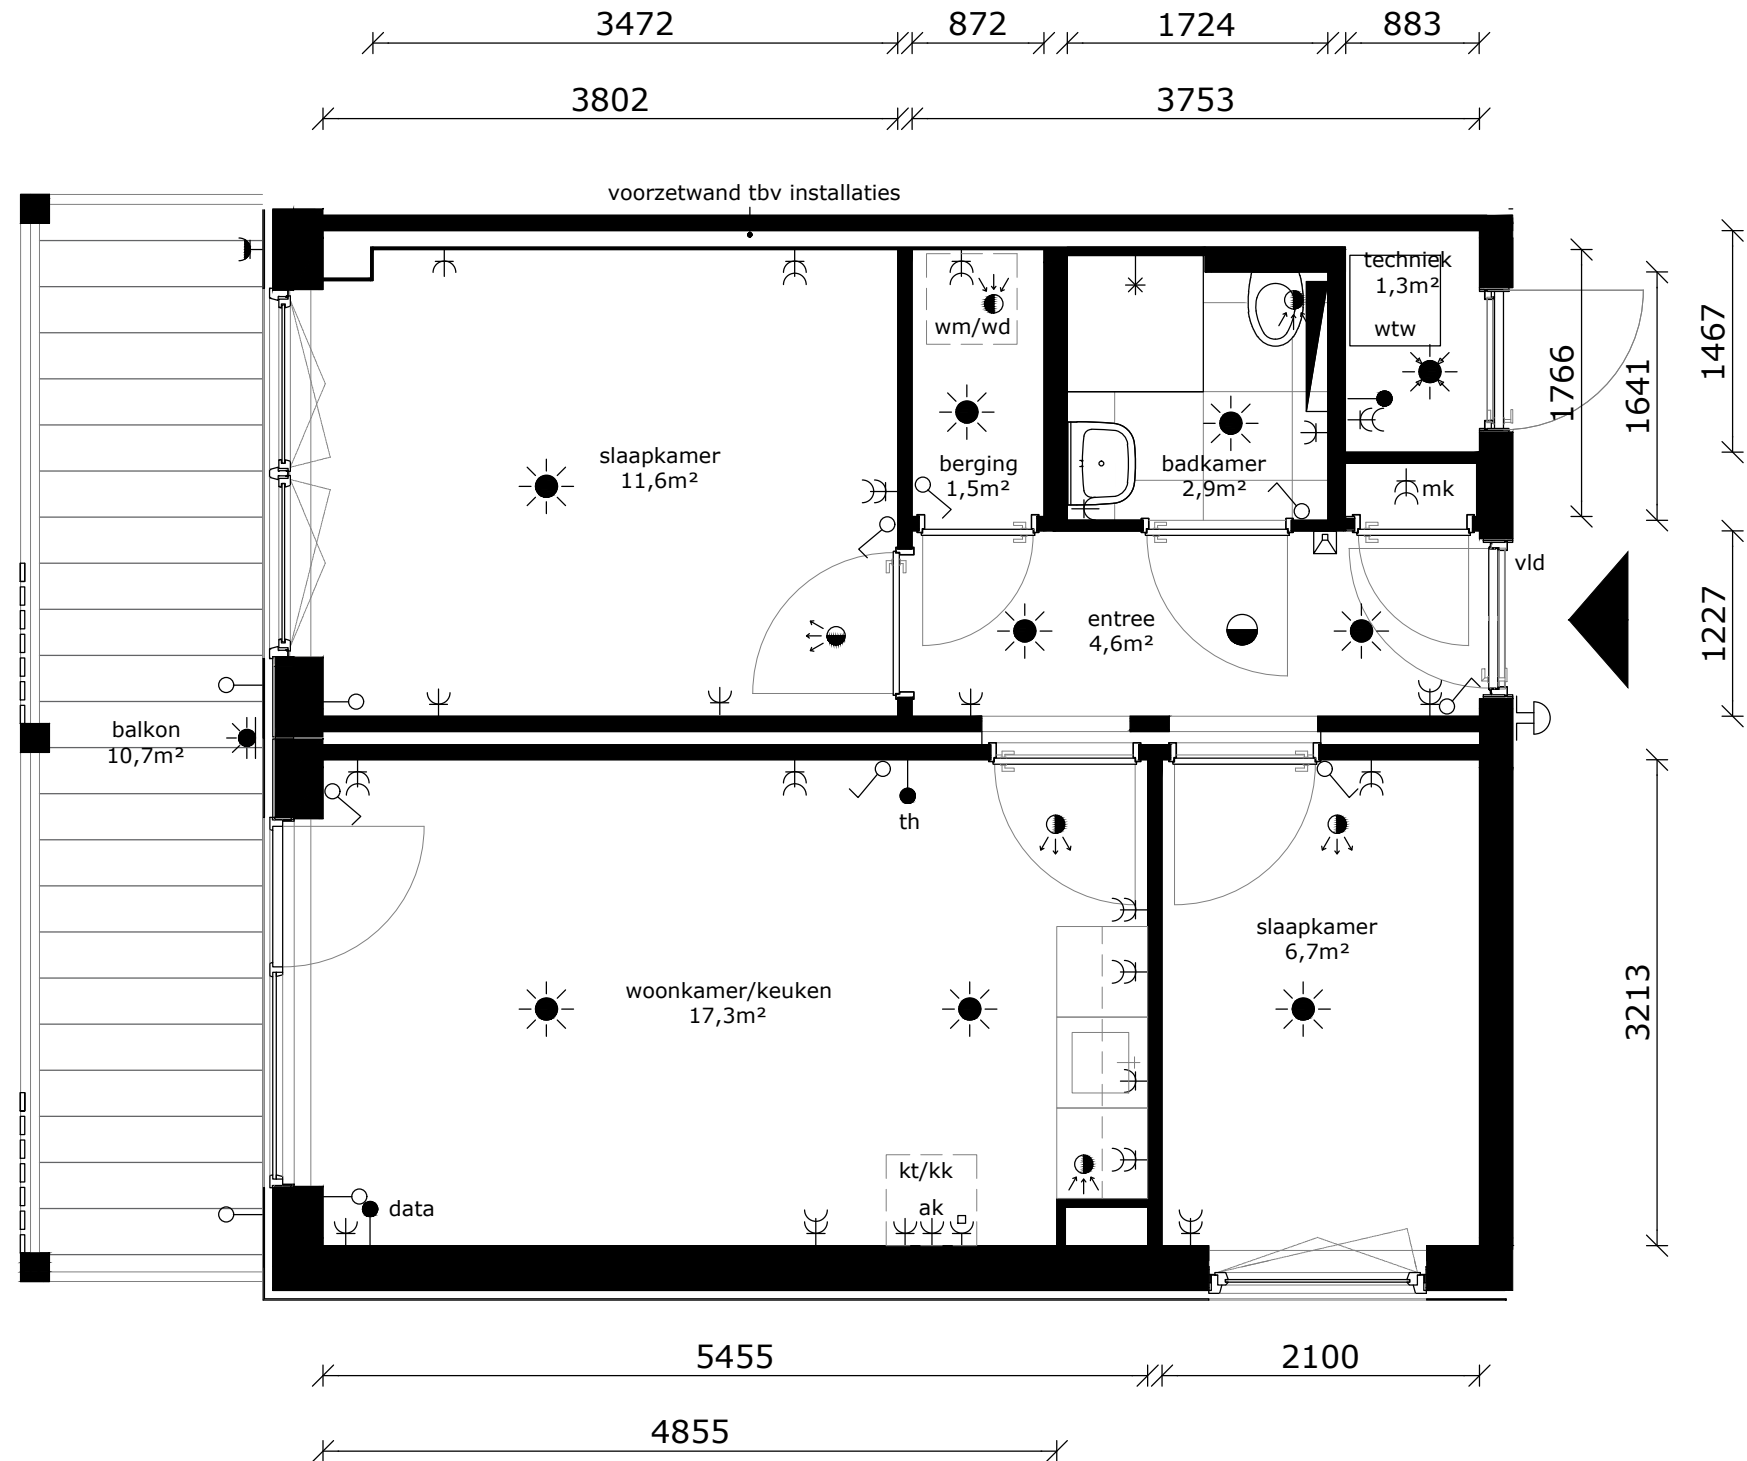 3472
872
1724
883
3802
3753
voorzetwand tbv installaties
techniek
1,3m²
wtw
wm/wd
1766
1641
1467
slaapkamer
11,6m²
berging
1,5m²
badkamer
2,9m²
mk
vld
entree
4,6m²
1227
balkon
10,7m²
th
slaapkamer
6,7m²
woonkamer/keuken
17,3m²
3213
kt/kk
ak
data
5455
2100
4855